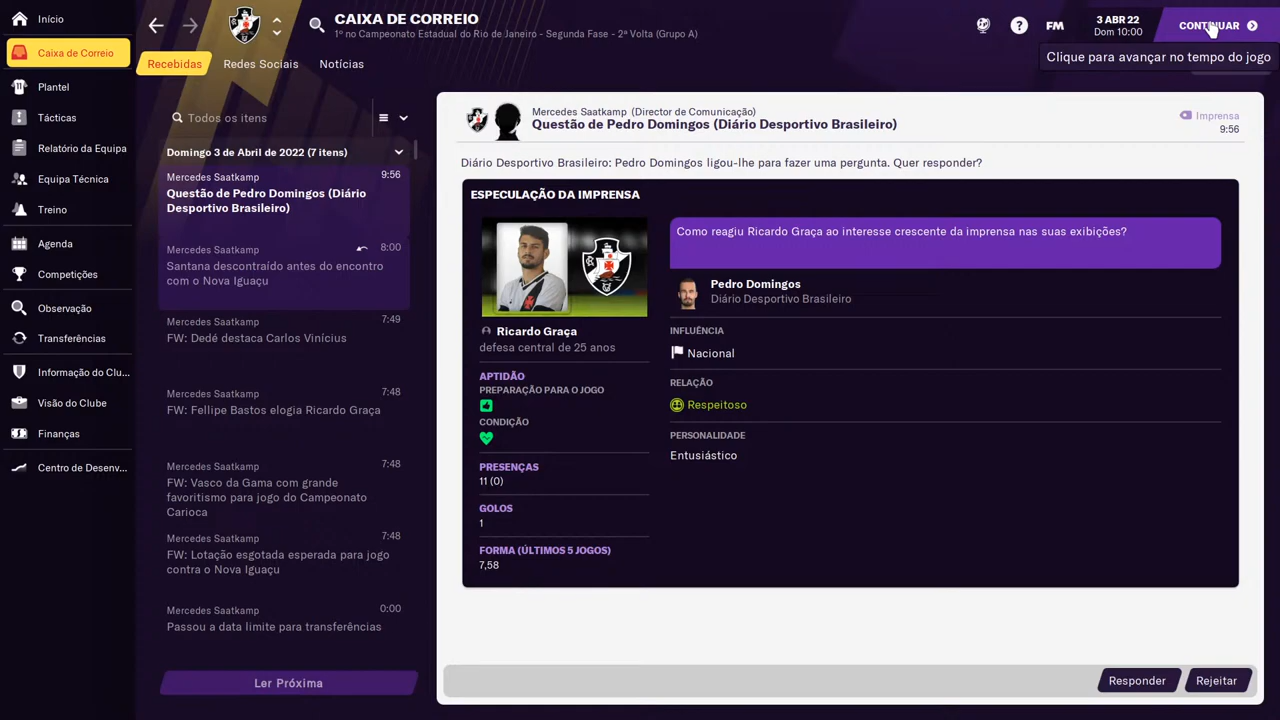 Início
Caixa de Correio
Plantel
Tácticas
Relatório da Equipa
Equipa Técnica
Treino
Agenda
Competições
Observação
Transferências
Informação do Clu...
Visão do Clube
Finanças
Centro de Desenv...
CAIXA DE CORREIO
1º no Campeonato Estadual do Rio de Janeiro - Segunda Fase - 2ª Volta (Grupo A)
?
FM
3 ABR 22
Dom 10:00
CONTINUAR
Clique para avançar no tempo do jogo
Recebidas
Redes Sociais
Notícias
Todos os itens
Domingo 3 de Abril de 2022 (7 itens)
Mercedes Saatkamp 9:56
Questão de Pedro Domingos (Diário
Desportivo Brasileiro)
Mercedes Saatkamp 8:00
Santana descontraído antes do encontro
com o Nova Iguaçu
Mercedes Saatkamp 7:49
FW: Dedé destaca Carlos Vinícius
Mercedes Saatkamp 7:48
FW: Fellipe Bastos elogia Ricardo Graça
Mercedes Saatkamp 7:48
FW: Vasco da Gama com grande
favoritismo para jogo do Campeonato
Carioca
Mercedes Saatkamp 7:48
FW: Lotação esgotada esperada para jogo
contra o Nova Iguaçu
Mercedes Saatkamp 0:00
Passou a data limite para transferências
Ler Próxima
Mercedes Saatkamp (Director de Comunicação)
Questão de Pedro Domingos (Diário Desportivo Brasileiro)
Imprensa
9:56
Diário Desportivo Brasileiro: Pedro Domingos ligou-lhe para fazer uma pergunta. Quer responder?
ESPECULAÇÃO DA IMPRENSA
Ricardo Graça
defesa central de 25 anos
APTIDÃO
PREPARAÇÃO PARA O JOGO
CONDIÇÃO
PRESENÇAS
11 (0)
GOLOS
1
FORMA (ÚLTIMOS 5 JOGOS)
7,58
Como reagiu Ricardo Graça ao interesse crescente da imprensa nas suas exibições?
Pedro Domingos
Diário Desportivo Brasileiro
INFLUÊNCIA
Nacional
RELAÇÃO
Respeitoso
PERSONALIDADE
Entusiástico
Responder
Rejeitar